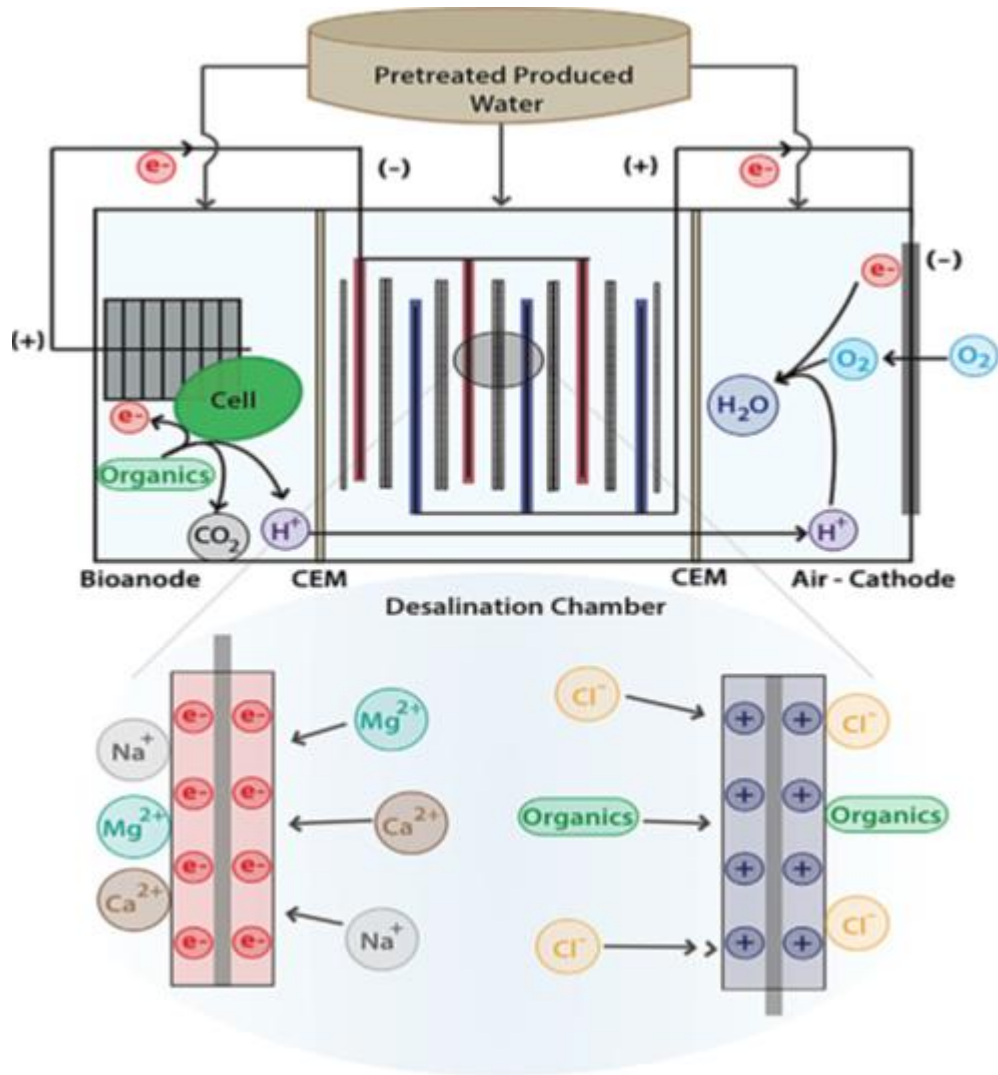 Pretreated Produced
Water
e-
(-)
(+)
e-
(+)
Cell
e-
Organics
CO2
H+
e-
(-)
O2
O2
H2O
H+
Bioanode
CEM
CEM
Air - Cathode
Desalination Chamber
Na+
Mg2+
Ca2+
e-
e-
e-
e-
e-
e-
e-
e-
Mg2+
Ca2+
Na+
Cl-
Organics
Cl-
+
+
+
+
+
+
+
+
Cl-
Organics
Cl-